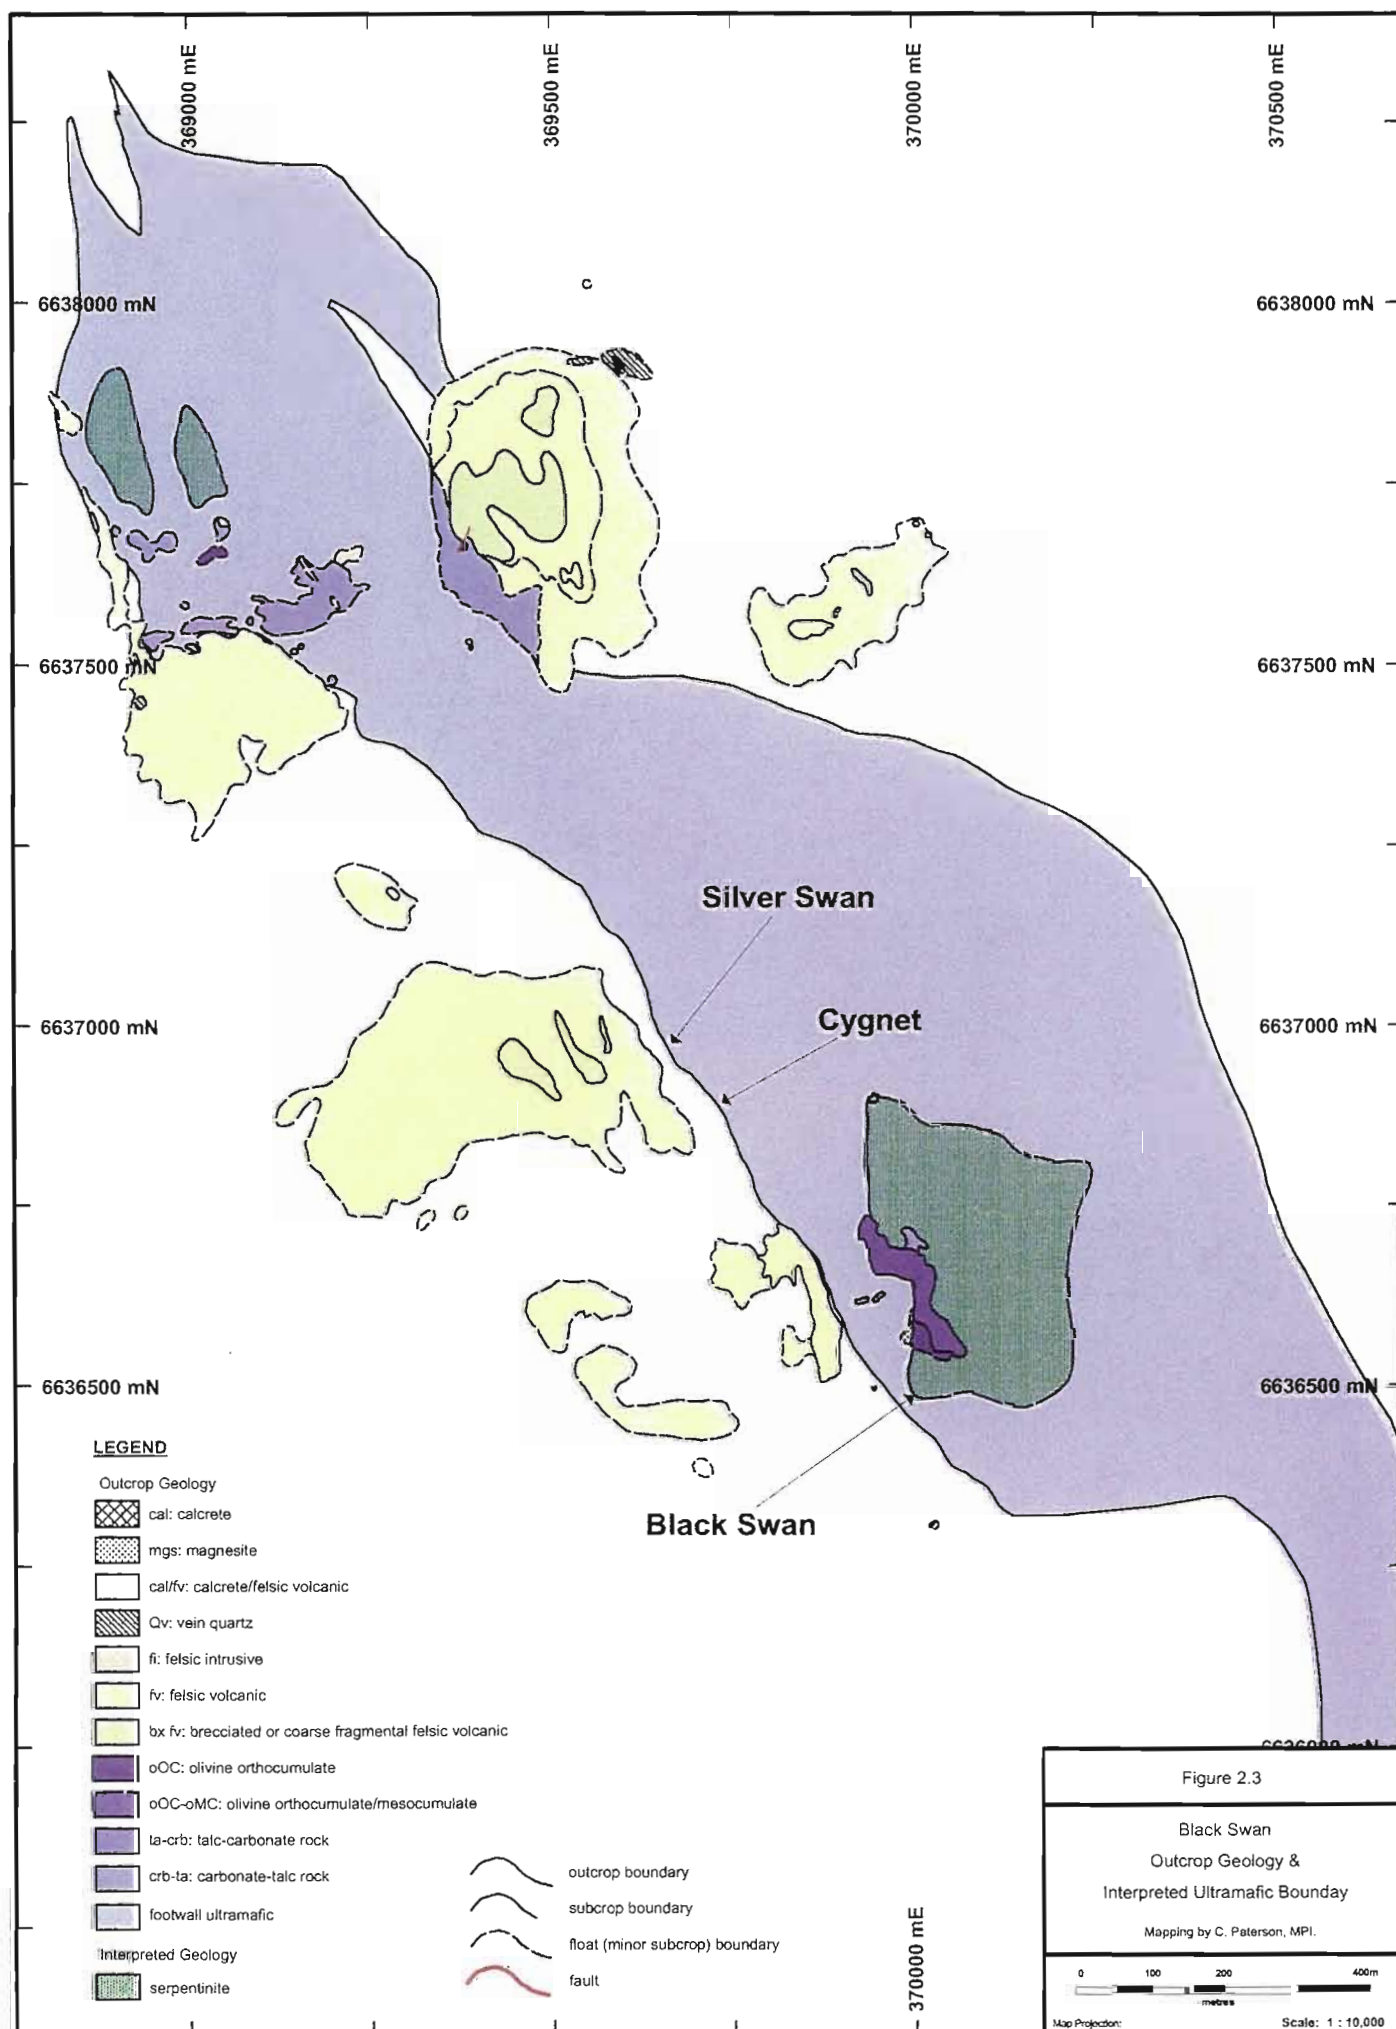 369000 mE
369500 mE
370000 mE
370500 mE
6638000 mN
6638000 mN
6637500 mN
6637500 mN
Silver Swan
Cygnet
6637000 mN
6637000 mN
6636500 mN
6636500 mN
Black Swan
LEGEND
Outcrop Geology
cal: calcrete
mgs: magnesite
cal/fv: calcrete/felsic volcanic
Qv: vein quartz
fi: felsic intrusive
fv: felsic volcanic
bx fv: brecciated or coarse fragmental felsic volcanic
oOC: olivine orthocumulate
oOC-oMC: olivine orthocumulate/mesocumulate
ta-crb: talc-carbonate rock
crb-ta: carbonate-talc rock
footwall ultramafic
Interpreted Geology
serpentinite
outcrop boundary
subcrop boundary
float (minor subcrop) boundary
fault
370000 mE
6636000 mN
Figure 2.3
Black Swan
Outcrop Geology &
Interpreted Ultramafic Bounday
Mapping by C. Paterson, MPI.
0 100 200 400m
metres
Map Projection:
Scale: 1 : 10,000